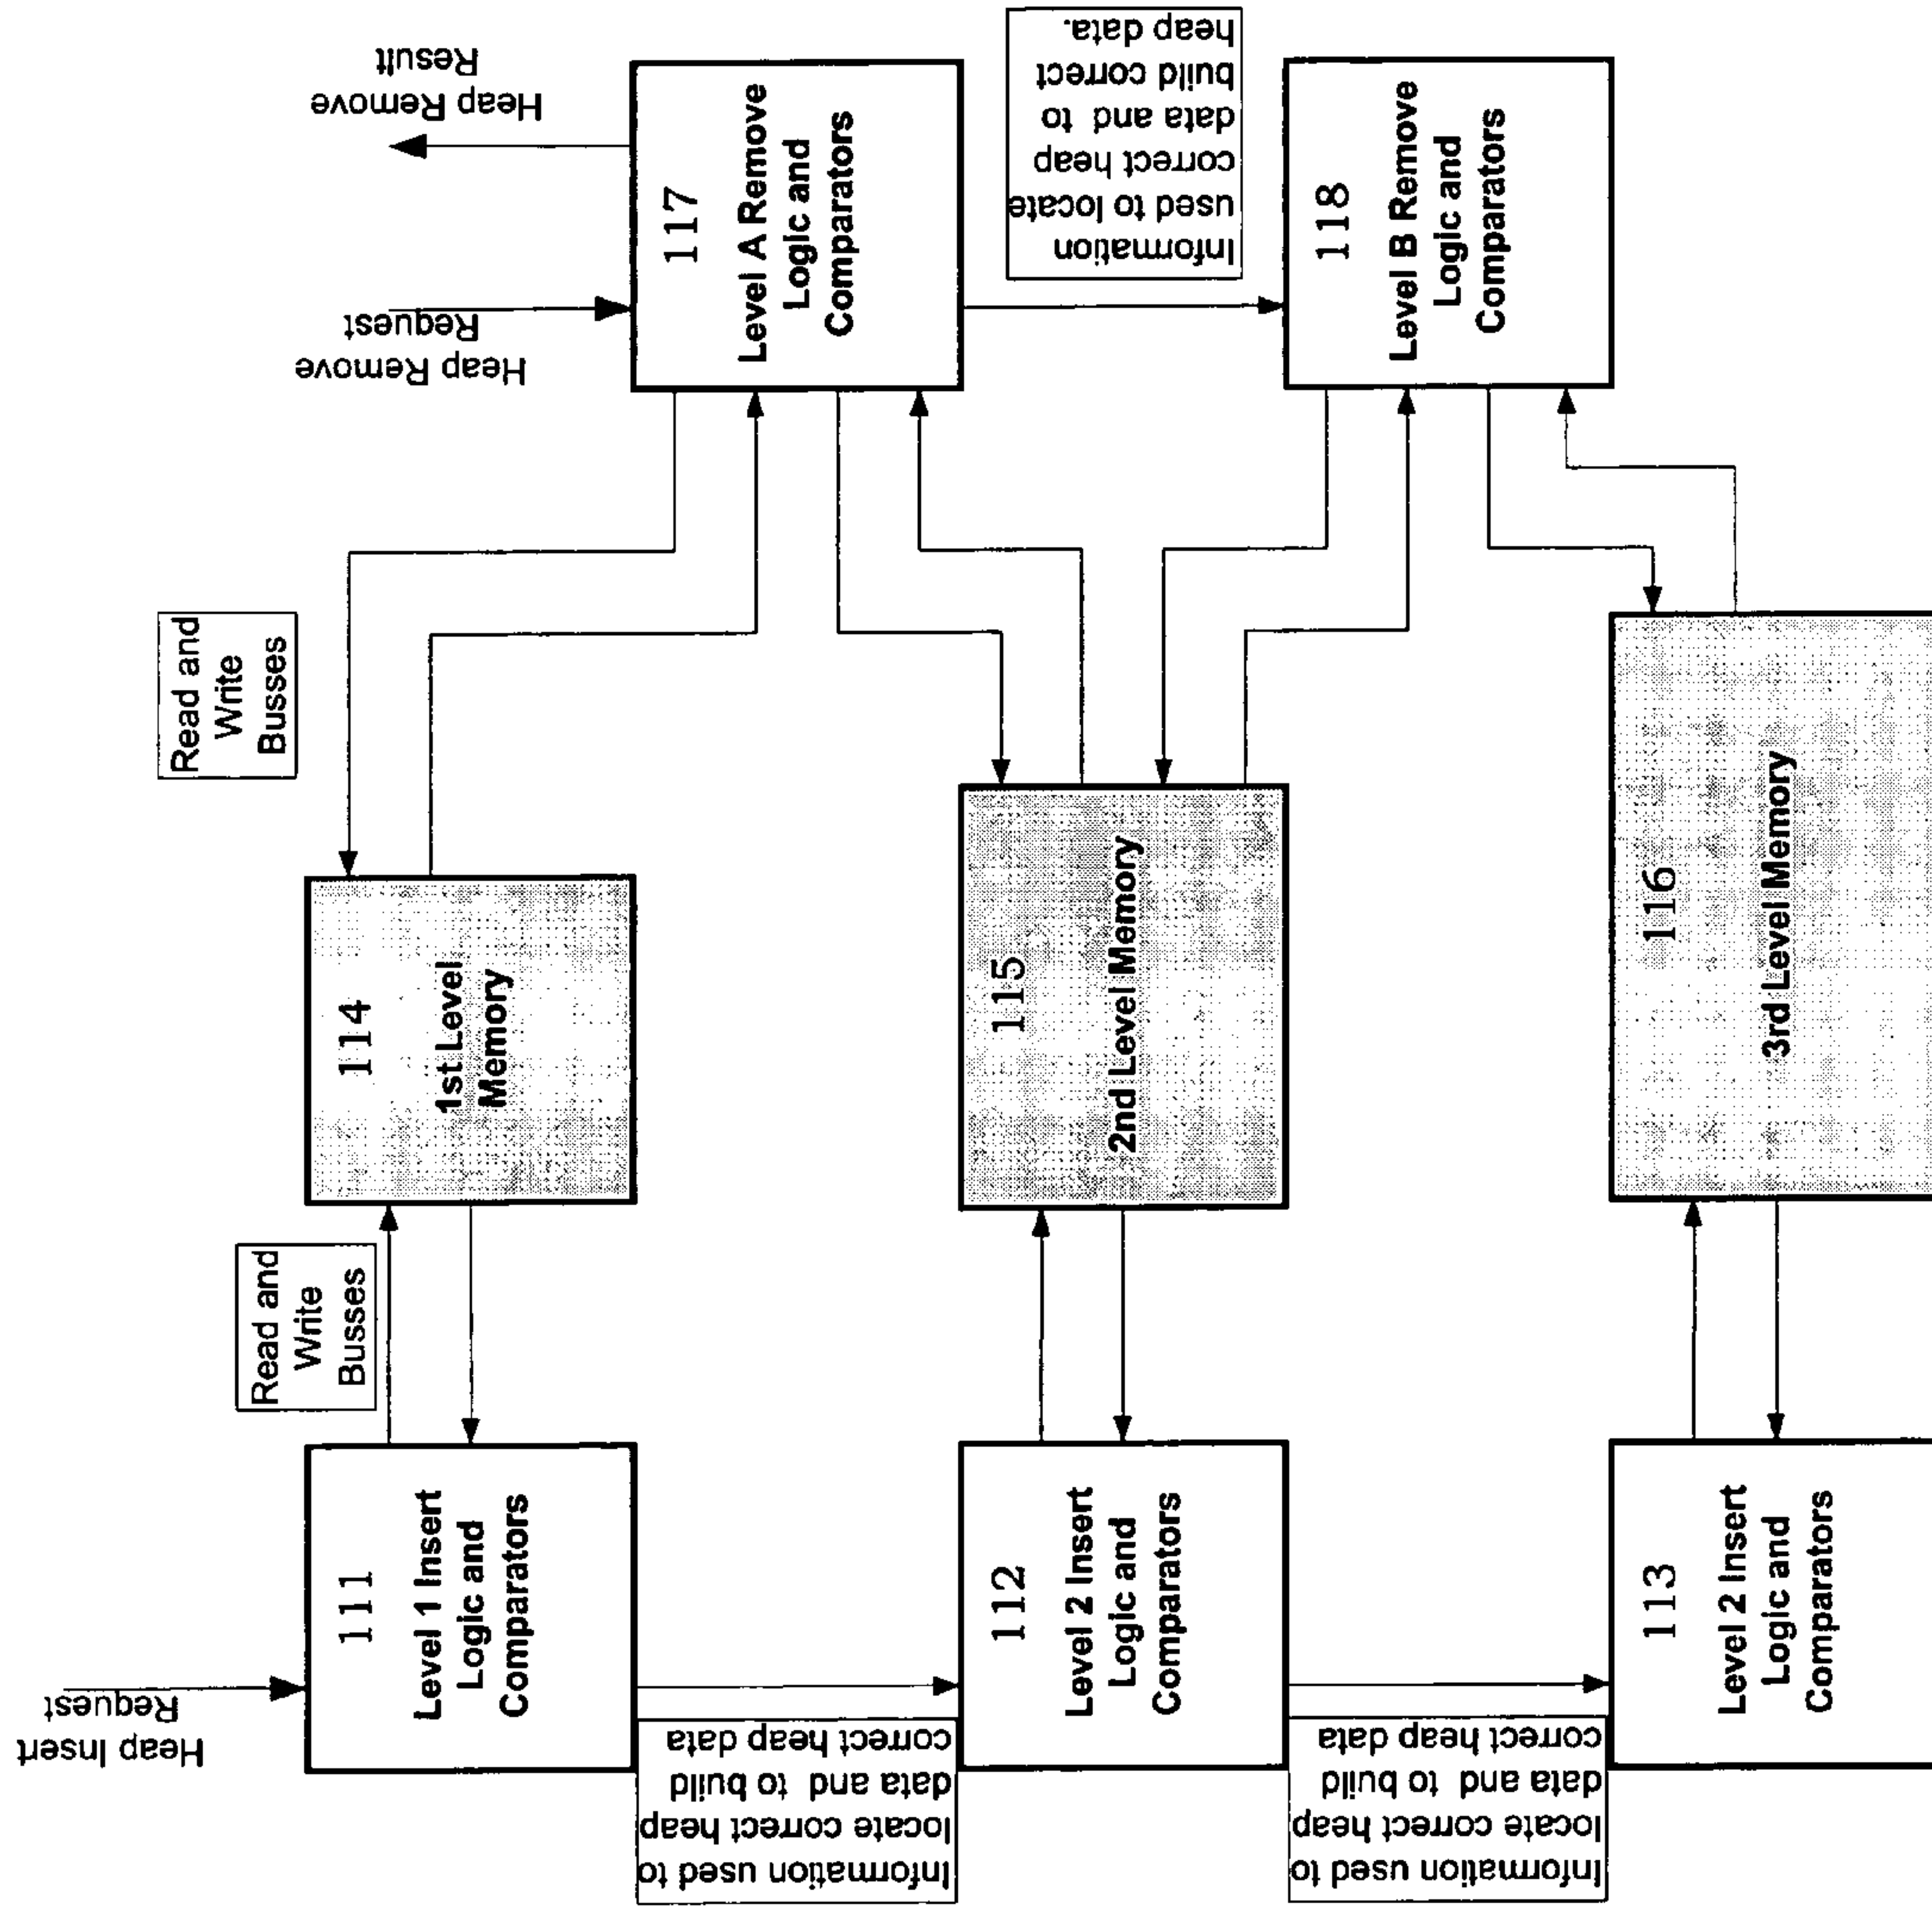 Heap Insert
Request
111
Level 1 Insert
Logic and
Comparators
Read and
Write
Busses
114
1st Level
Memory
Read and
Write
Busses
Heap Remove
Request
Heap Remove
Result
117
Level A Remove
Logic and
Comparators
Information used to
locate correct heap
data and to build
correct heap data
112
Level 2 Insert
Logic and
Comparators
115
2nd Level Memory
Information
used to locate
correct heap
data and to
build correct
heap data.
118
Level B Remove
Logic and
Comparators
Information used to
locate correct heap
data and to build
correct heap data
113
Level 2 Insert
Logic and
Comparators
116
3rd Level Memory